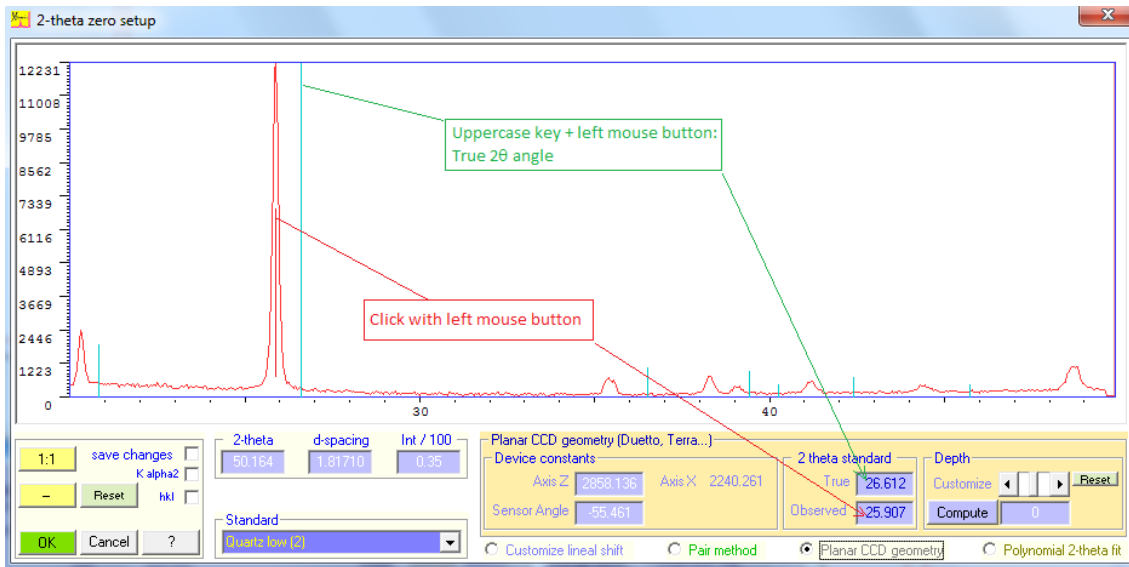 2-theta zero setup
12231
11008
9785
8562
7339
6116
4893
3669
2446
1223
0
30
40
Uppercase key + left mouse button:
True 2θ angle
Click with left mouse button
1:1
save changes
K alpha2
–
Reset
hkl
OK
Cancel
?
2-theta
d-spacing
Int / 100
50.164
1.81710
0.35
Standard
Quartz low (2)
Planar CCD geometry (Duetto, Terra...)
Device constants
Axis Z
2858.136
Axis X
2240.261
Sensor Angle
-55.461
2 theta standard
True
26.612
Observed
25.907
Depth
Customize
Reset
Compute
0
Customize lineal shift
Pair method
Planar CCD geometry
Polynomial 2-theta fit